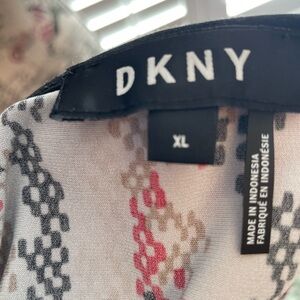 DKNY
XL
MADE IN INDONESIA
FABRIQUÉ EN INDONÉSIE